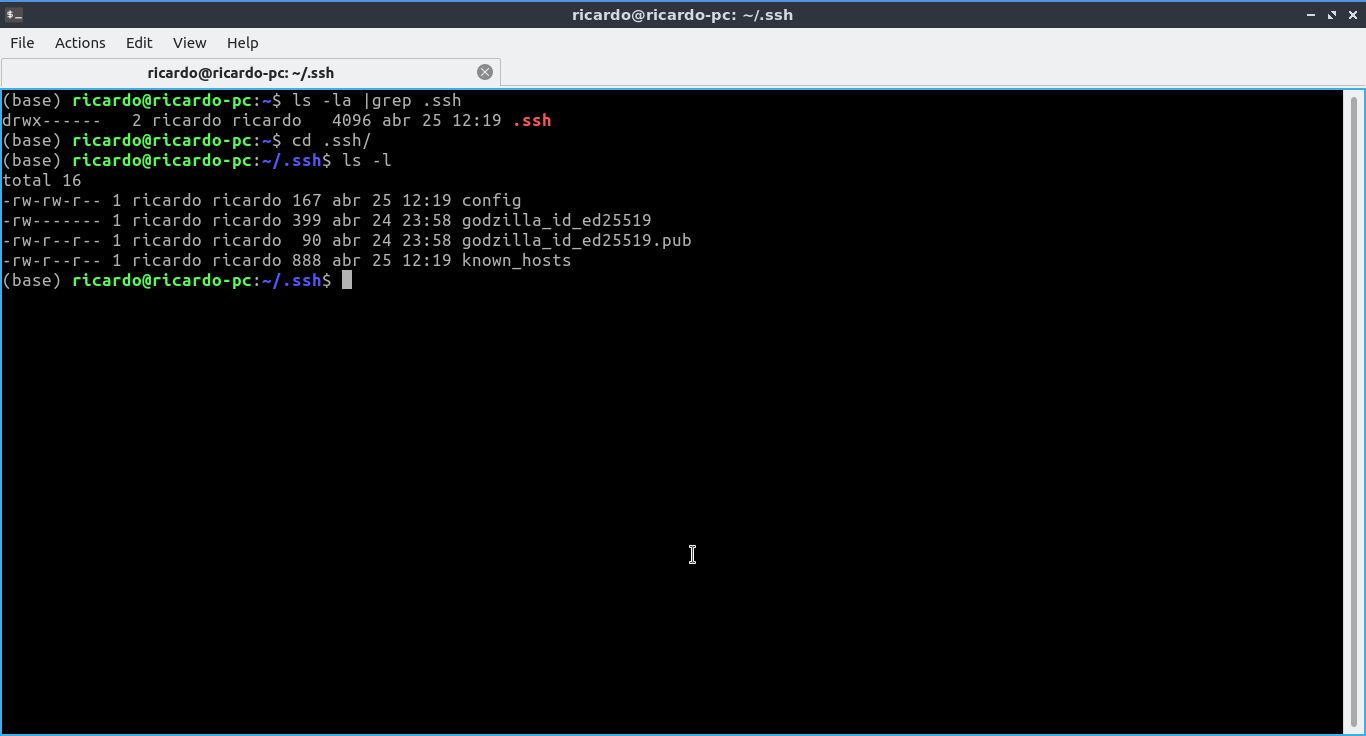 ricardo@ricardo-pc: ~/.ssh
File Actions Edit View Help
ricardo@ricardo-pc: ~/.ssh
(base) ricardo@ricardo-pc:~$ ls -la |grep .ssh
drwx------   2 ricardo ricardo   4096 abr 25 12:19 .ssh
(base) ricardo@ricardo-pc:~$ cd .ssh/
(base) ricardo@ricardo-pc:~/.ssh$ ls -l
total 16
-rw-rw-r-- 1 ricardo ricardo 167 abr 25 12:19 config
-rw------- 1 ricardo ricardo 399 abr 24 23:58 godzilla_id_ed25519
-rw-r--r-- 1 ricardo ricardo  90 abr 24 23:58 godzilla_id_ed25519.pub
-rw-r--r-- 1 ricardo ricardo 888 abr 25 12:19 known_hosts
(base) ricardo@ricardo-pc:~/.ssh$